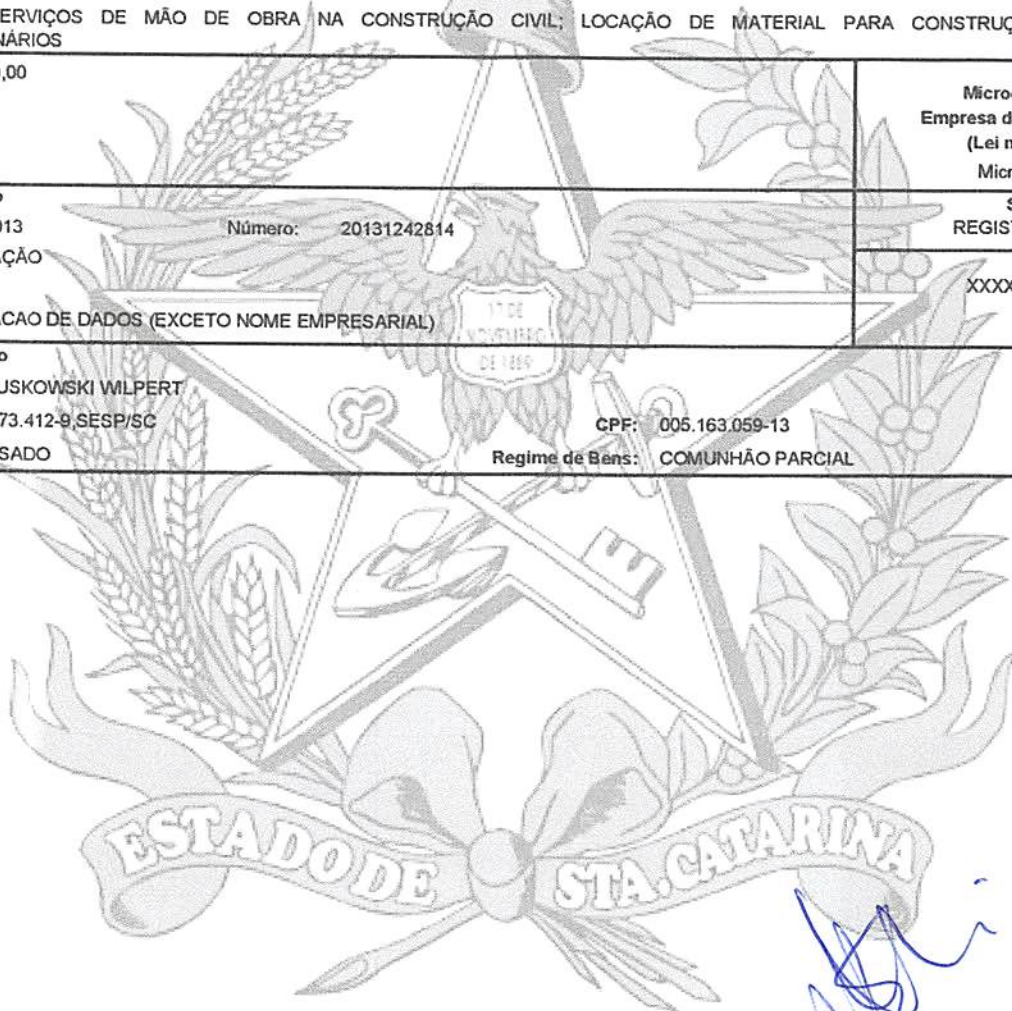 ERVIÇOS DE MÃO DE OBRA NA CONSTRUÇÃO CIVIL; LOCAÇÃO DE MATERIAL PARA CONSTRUÇ
NÁRIOS
,00
Micro
Empresa d
(Lei n
Micr
013 Número: 20131242814
S
REGIS
AÇÃO
XXXX
ACAO DE DADOS (EXCETO NOME EMPRESARIAL)
o
USKOWSKI WILPERT
73.412-9,SESP/SC CPF: 005.163.059-13
SADO Regime de Bens: COMUNHÃO PARCIAL
17 DE
NOVEMBRO
DE 1889
ESTADO DE STA. CATARINA